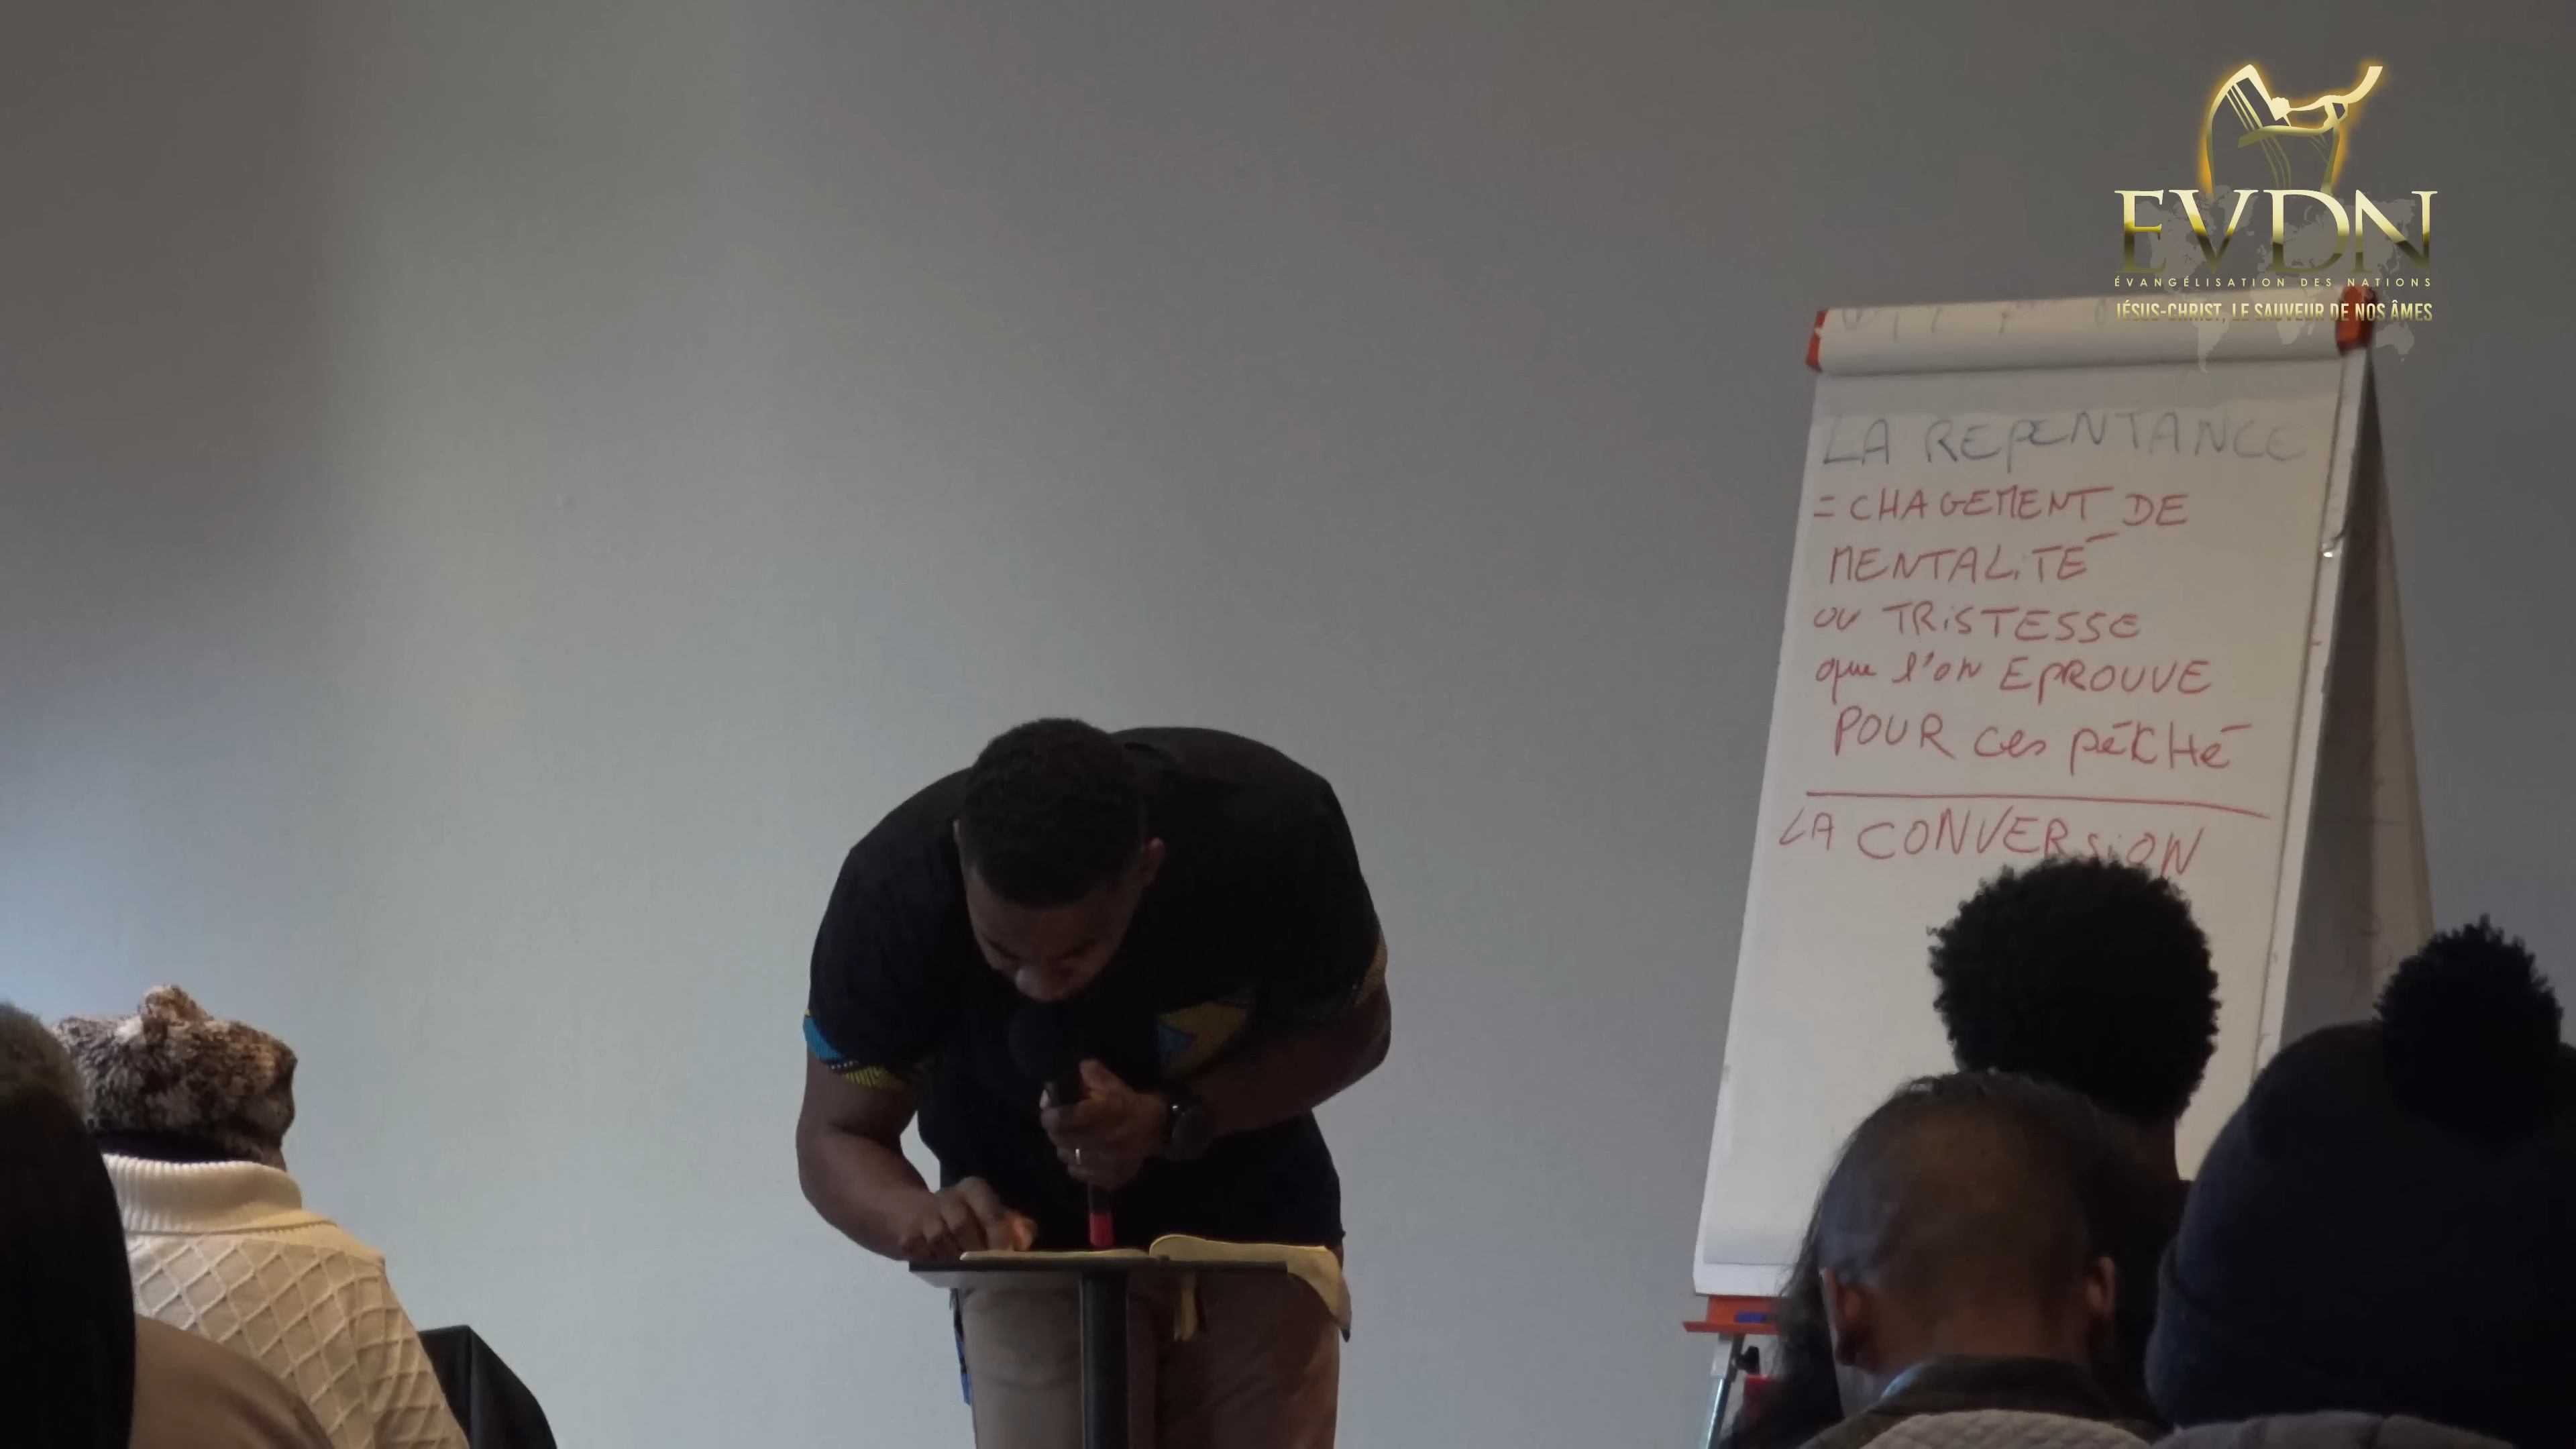 EVDN
ÉVANGÉLISATION DES NATIONS
JÉSUS-CHRIST, LE SAUVEUR DE NOS ÂMES
LA REPENTANCE
= CHAGEMENT DE
MENTALITÉ
OU TRISTESSE
que l'on EPROUVE
POUR ces péKHé
LA CONVERSION